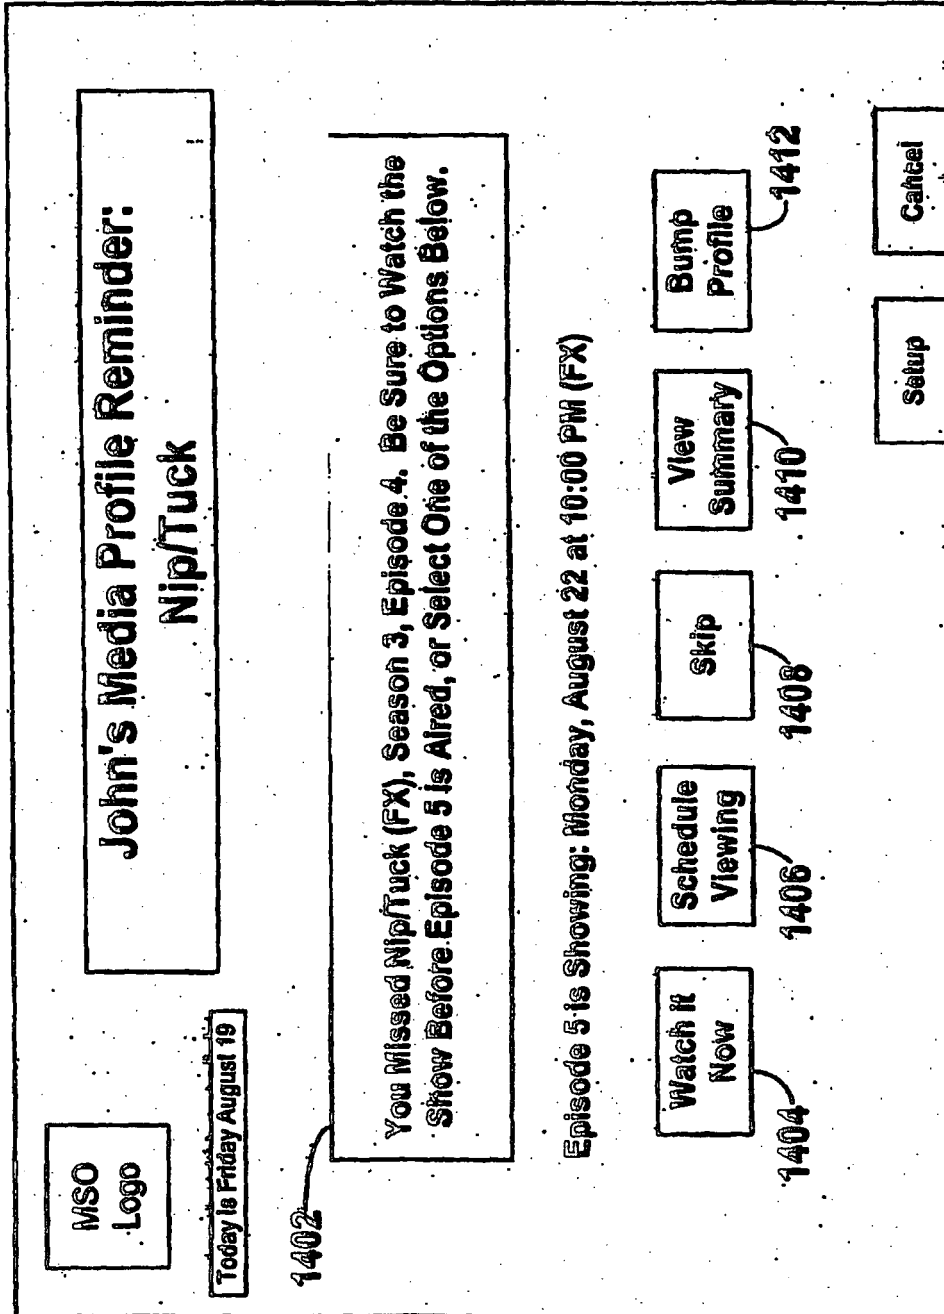 MSO
Logo
John's Media Profile Reminder:
Nip/Tuck
Today is Friday August 19
1402
You Missed Nip/Tuck (FX), Season 3, Episode 4. Be Sure to Watch the
Show Before Episode 5 is Aired, or Select One of the Options Below.
Episode 5 is Showing: Monday, August 22 at 10:00 PM (FX)
Watch it
Now
Schedule
Viewing
Skip
View
Summary
Bump
Profile
1404
1406
1408
1410
1412
Setup
Cancel